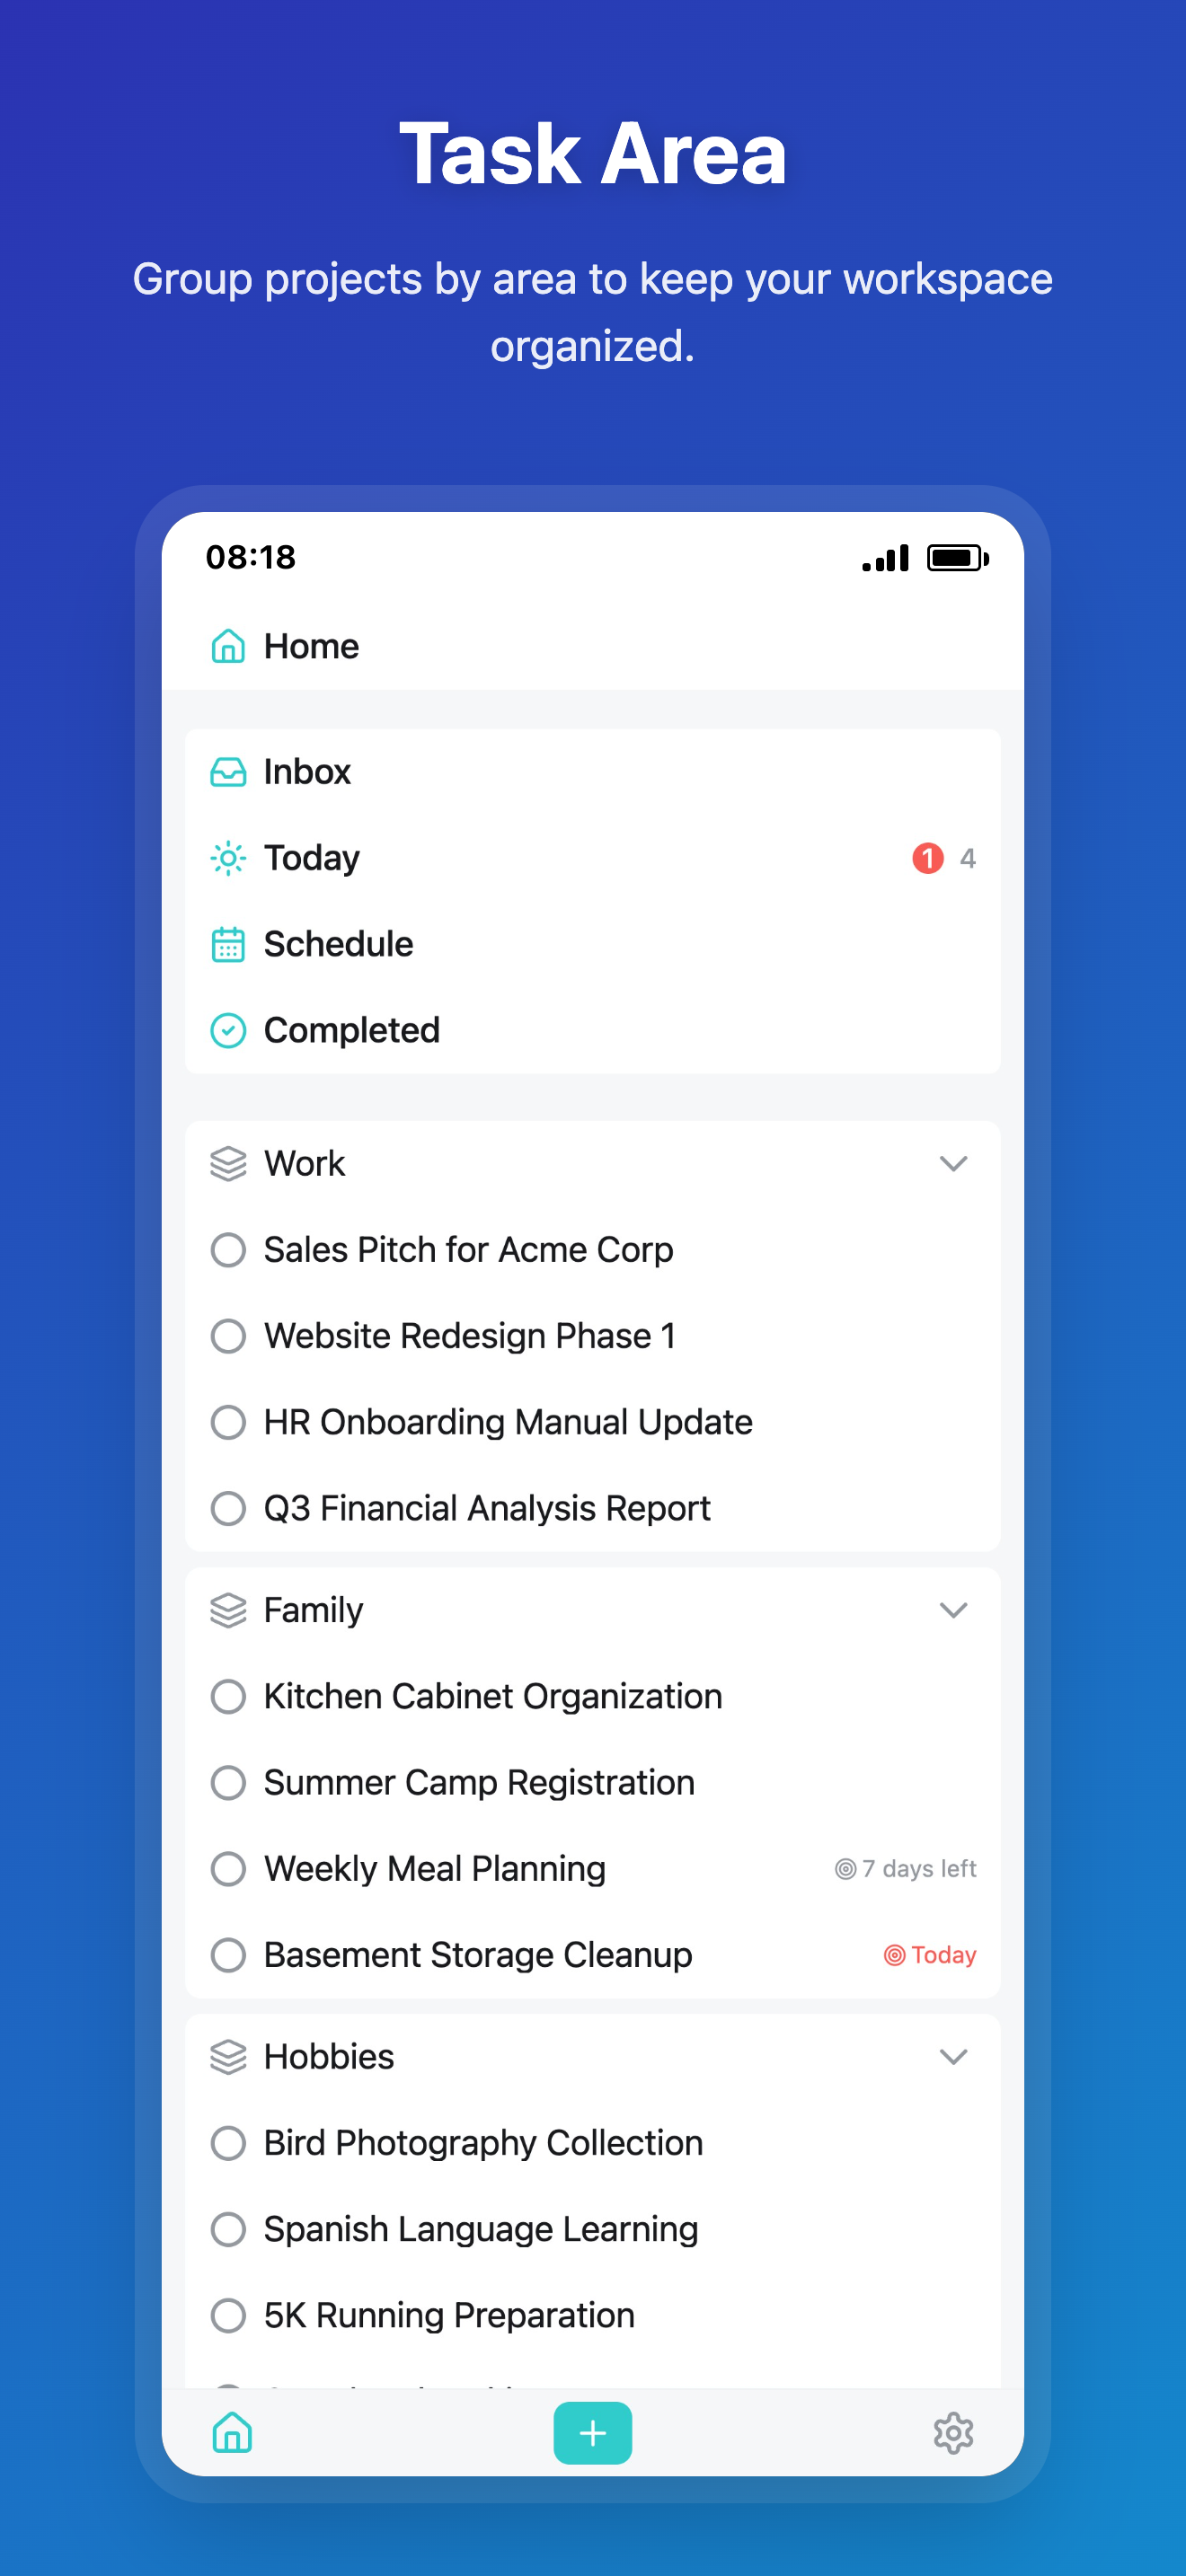 Task Area
Group projects by area to keep your workspace
organized.
08:18
Home
Inbox
Today 1 4
Schedule
Completed
Work
Sales Pitch for Acme Corp
Website Redesign Phase 1
HR Onboarding Manual Update
Q3 Financial Analysis Report
Family
Kitchen Cabinet Organization
Summer Camp Registration
Weekly Meal Planning 7 days left
Basement Storage Cleanup Today
Hobbies
Bird Photography Collection
Spanish Language Learning
5K Running Preparation